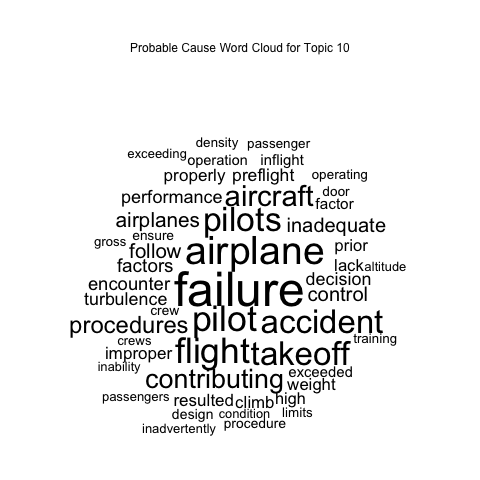 Probable Cause Word Cloud for Topic 10
density passenger
exceeding operation inflight
properly preflight operating
performance aircraft door
factor
airplanes pilots inadequate
gross ensure
follow airplane prior
factors lack altitude
encounter failure decision
turbulence control
crew
procedures pilot accident
crews training
improper flight takeoff
inability
contributing exceeded
weight
passengers resulted climb high
design condition limits
inadvertently procedure